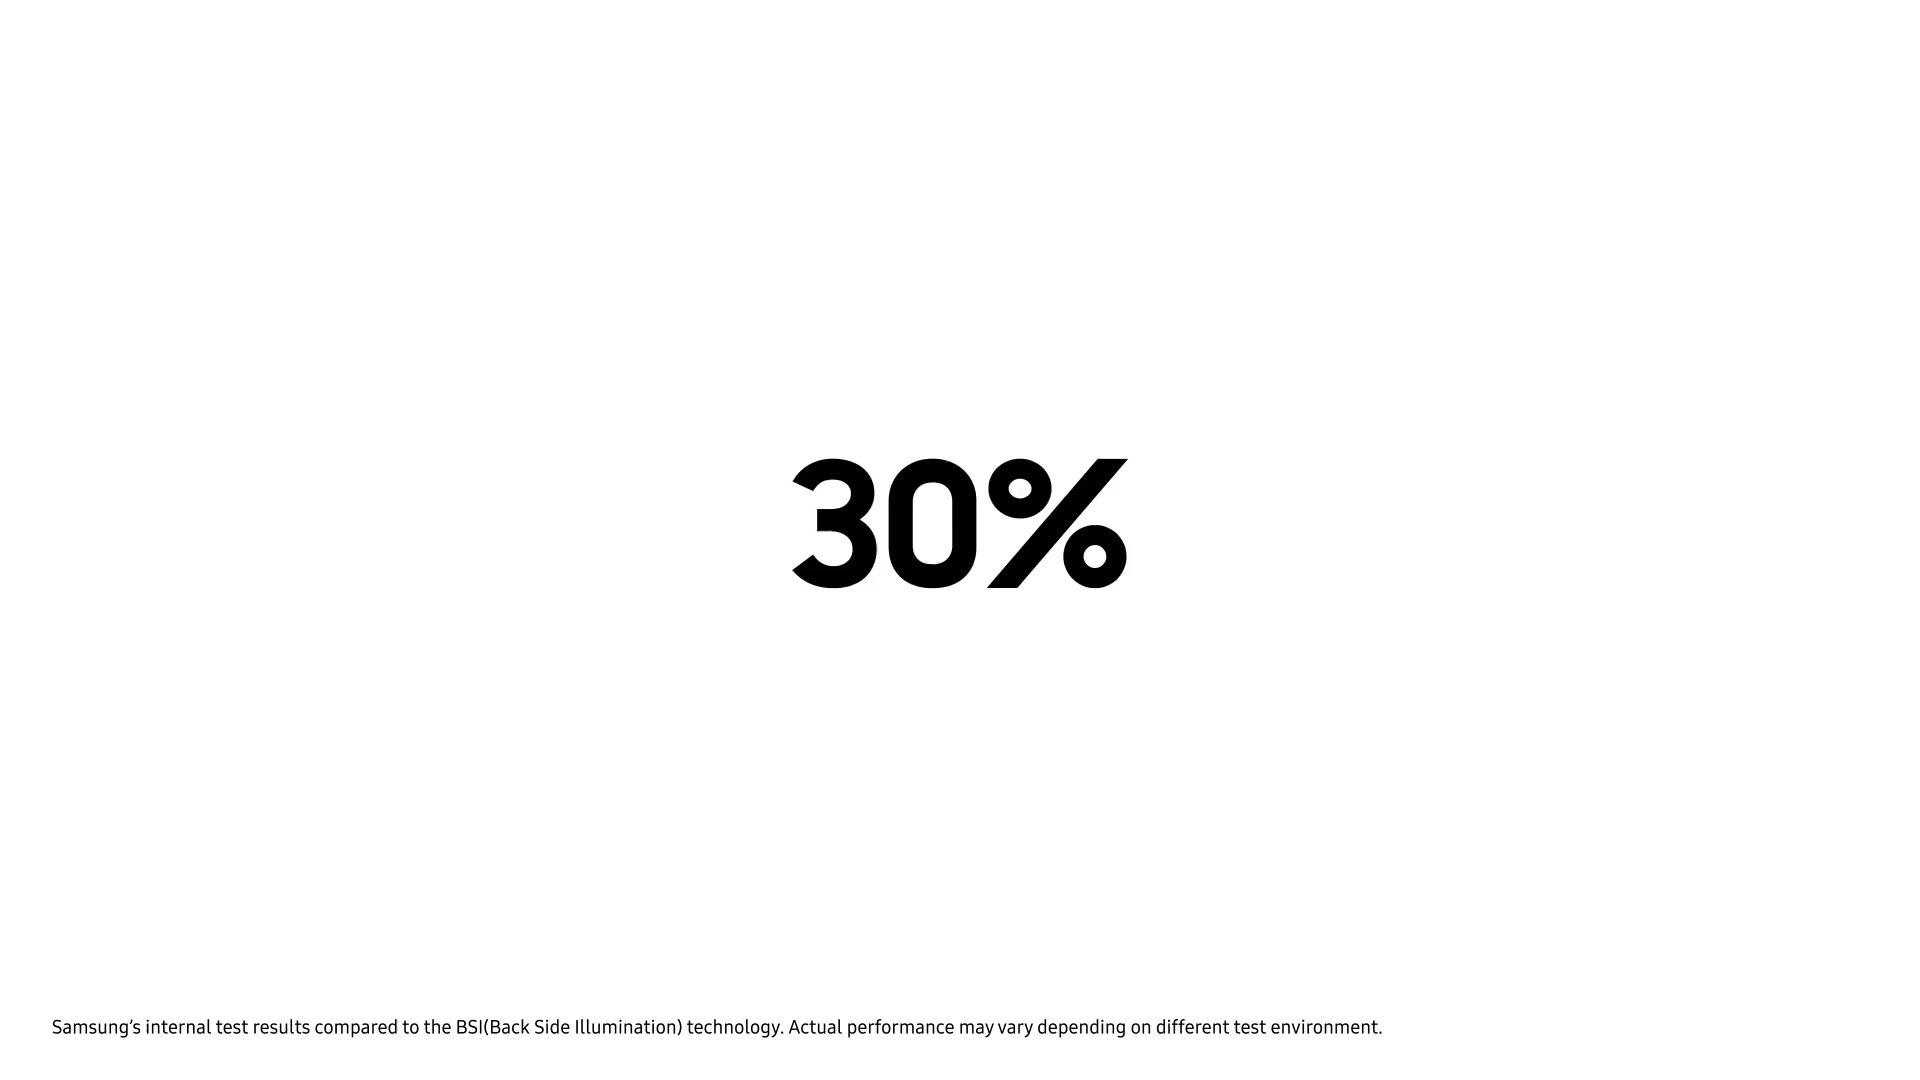 30%
Samsung’s internal test results compared to the BSI(Back Side Illumination) technology. Actual performance may vary depending on different test environment.